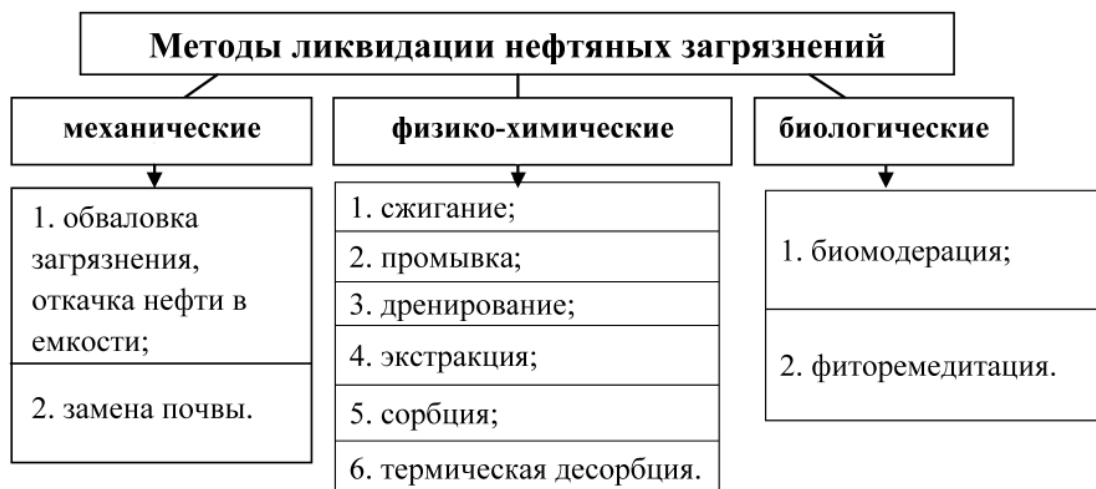 Методы ликвидации нефтяных загрязнений
механические
1. обваловка
загрязнения,
откачка нефти в
емкости;
2. замена почвы.
физико-химические
1. сжигание;
2. промывка;
3. дренирование;
4. экстракция;
5. сорбция;
6. термическая десорбция.
биологические
1. биомодерация;
2. фиторемедитация.